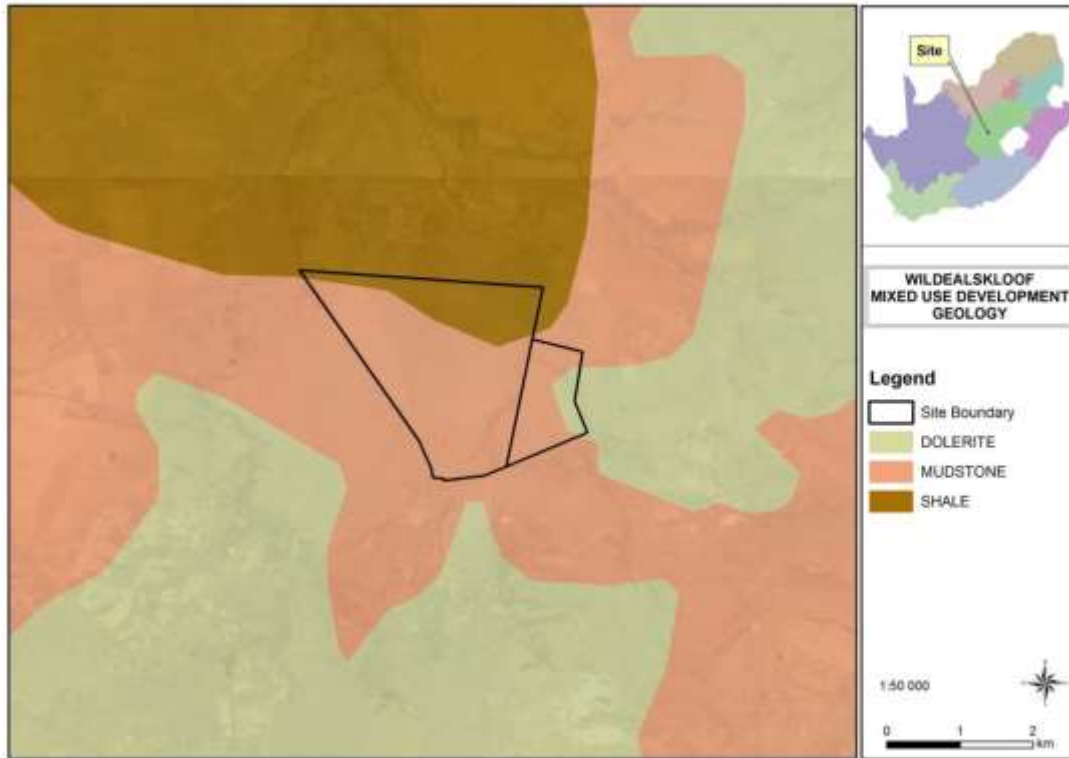 Site
WILDEALSKLOOF
MIXED USE DEVELOPMENT
GEOLOGY
Legend
Site Boundary
DOLERITE
MUDSTONE
SHALE
1:50 000
0 1 2
km